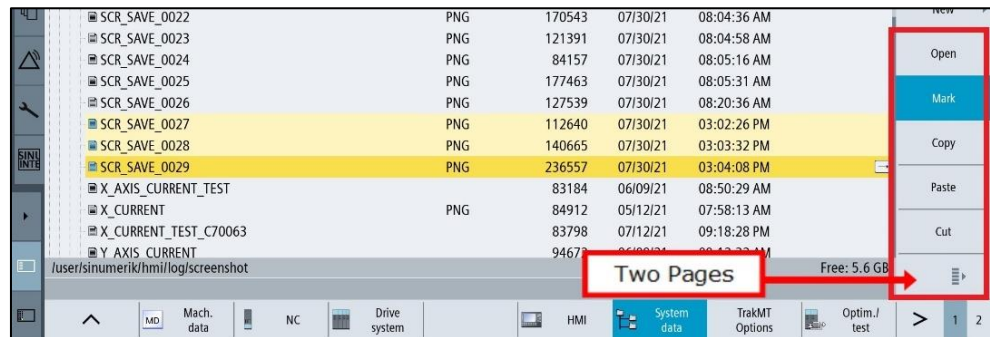 SCR_SAVE_0022 PNG 170543 07/30/21 08:04:36 AM
SCR_SAVE_0023 PNG 121391 07/30/21 08:04:58 AM
SCR_SAVE_0024 PNG 84157 07/30/21 08:05:16 AM
SCR_SAVE_0025 PNG 177463 07/30/21 08:05:31 AM
SCR_SAVE_0026 PNG 127539 07/30/21 08:20:36 AM
SCR_SAVE_0027 PNG 112640 07/30/21 03:02:26 PM
SCR_SAVE_0028 PNG 140665 07/30/21 03:03:32 PM
SCR_SAVE_0029 PNG 236557 07/30/21 03:04:08 PM
X_AXIS_CURRENT_TEST 83184 06/09/21 08:50:29 AM
X_CURRENT PNG 84912 05/12/21 07:58:13 AM
X_CURRENT_TEST_C70063 83798 07/12/21 09:18:28 PM
Y_AXIS_CURRENT
/user/sinumerik/hmi/log/screenshot
Free: 5.6 GB
Two Pages
New
Open
Mark
Copy
Paste
Cut
SINU
INTE
MD
Mach.
data
NC
Drive
system
HMI
System
data
TrakMT
Options
Optim./
test
> 1 2